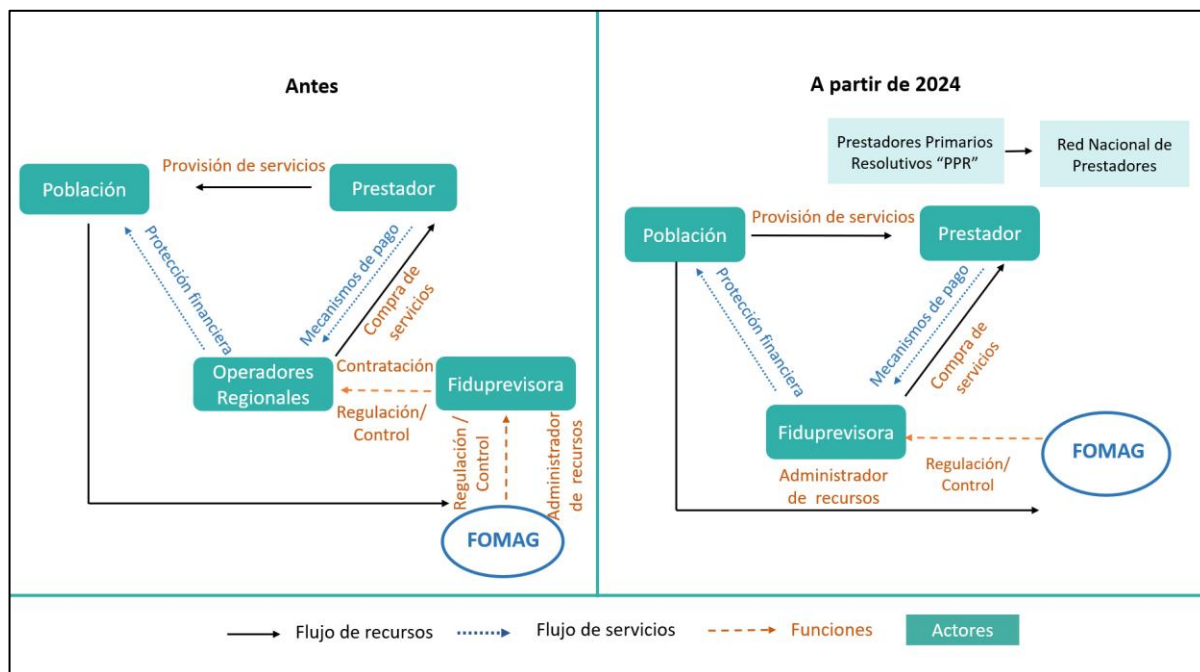 Antes
Provisión de servicios
Población
Prestador
Protección financiera
Mecanismos de pago
Compra de
servicios
Operadores
Regionales
Contratación
Regulación/
Control
Fiduprevisora
Regulación /
Control
Administrador
de recursos
FOMAG
A partir de 2024
Prestadores Primarios
Resolutivos “PPR”
Red Nacional de
Prestadores
Provisión de servicios
Población
Prestador
Protección financiera
Mecanismos de pago
Compra de
servicios
Fiduprevisora
Administrador
de recursos
Regulación/
Control
FOMAG
Flujo de recursos
Flujo de servicios
Funciones
Actores